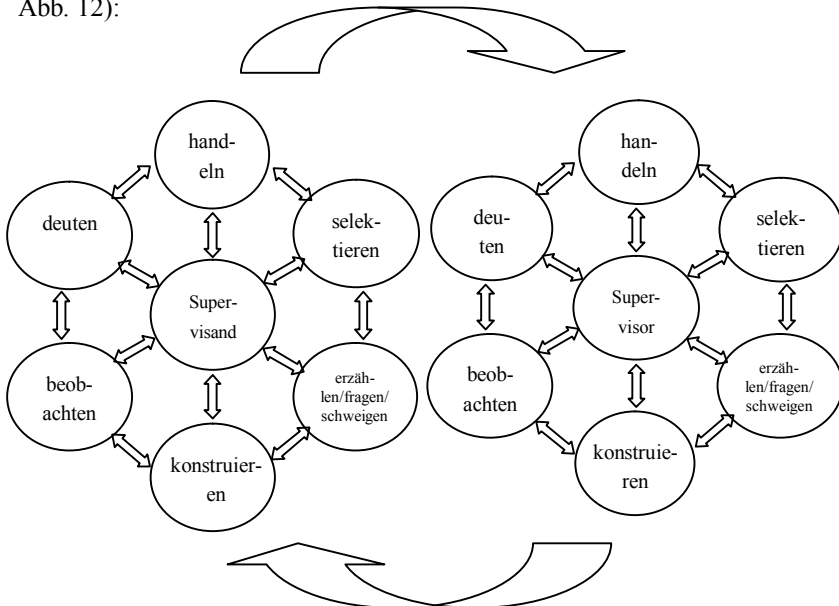 Abb. 12):
hand-
eln
deuten
selek-
tieren
Super-
visand
beob-
achten
erzäh-
len/fragen/
schweigen
konstruier-
en
han-
deln
deu-
ten
selek-
tieren
Super-
visor
beob-
achten
erzäh-
len/fragen/
schweigen
konstruie-
ren